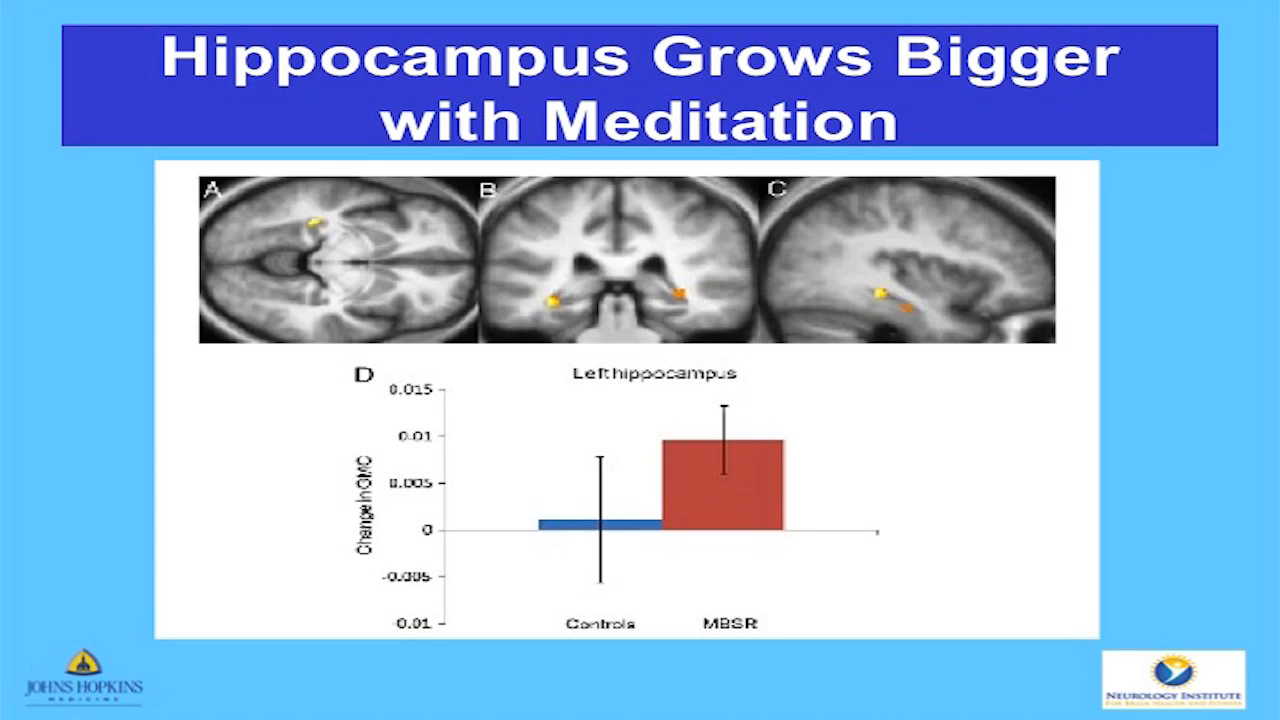 Hippocampus Grows Bigger
with Meditation
A
B
C
D
Left hippocampus
0.015
0.01
0.005
0
-0.005
-0.01
Change in GMC
Controls
MBSR
JOHNS HOPKINS
MEDICINE
NEUROLOGY INSTITUTE
FOR BRAIN HEALTH AND FITNESS